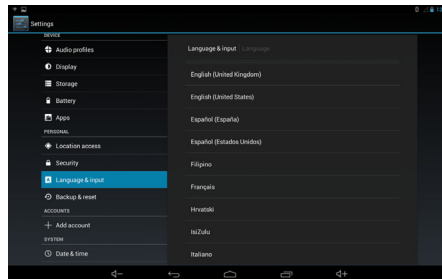 Settings
DEVICE
Audio profiles
Display
Storage
Battery
Apps
PERSONAL
Location access
Security
Language & input
Backup & reset
ACCOUNTS
Add account
SYSTEM
Date & time
Language & input
Language
English (United Kingdom)
English (United States)
Español (España)
Español (Estados Unidos)
Filipino
Français
Hrvatski
IsiZulu
Italiano